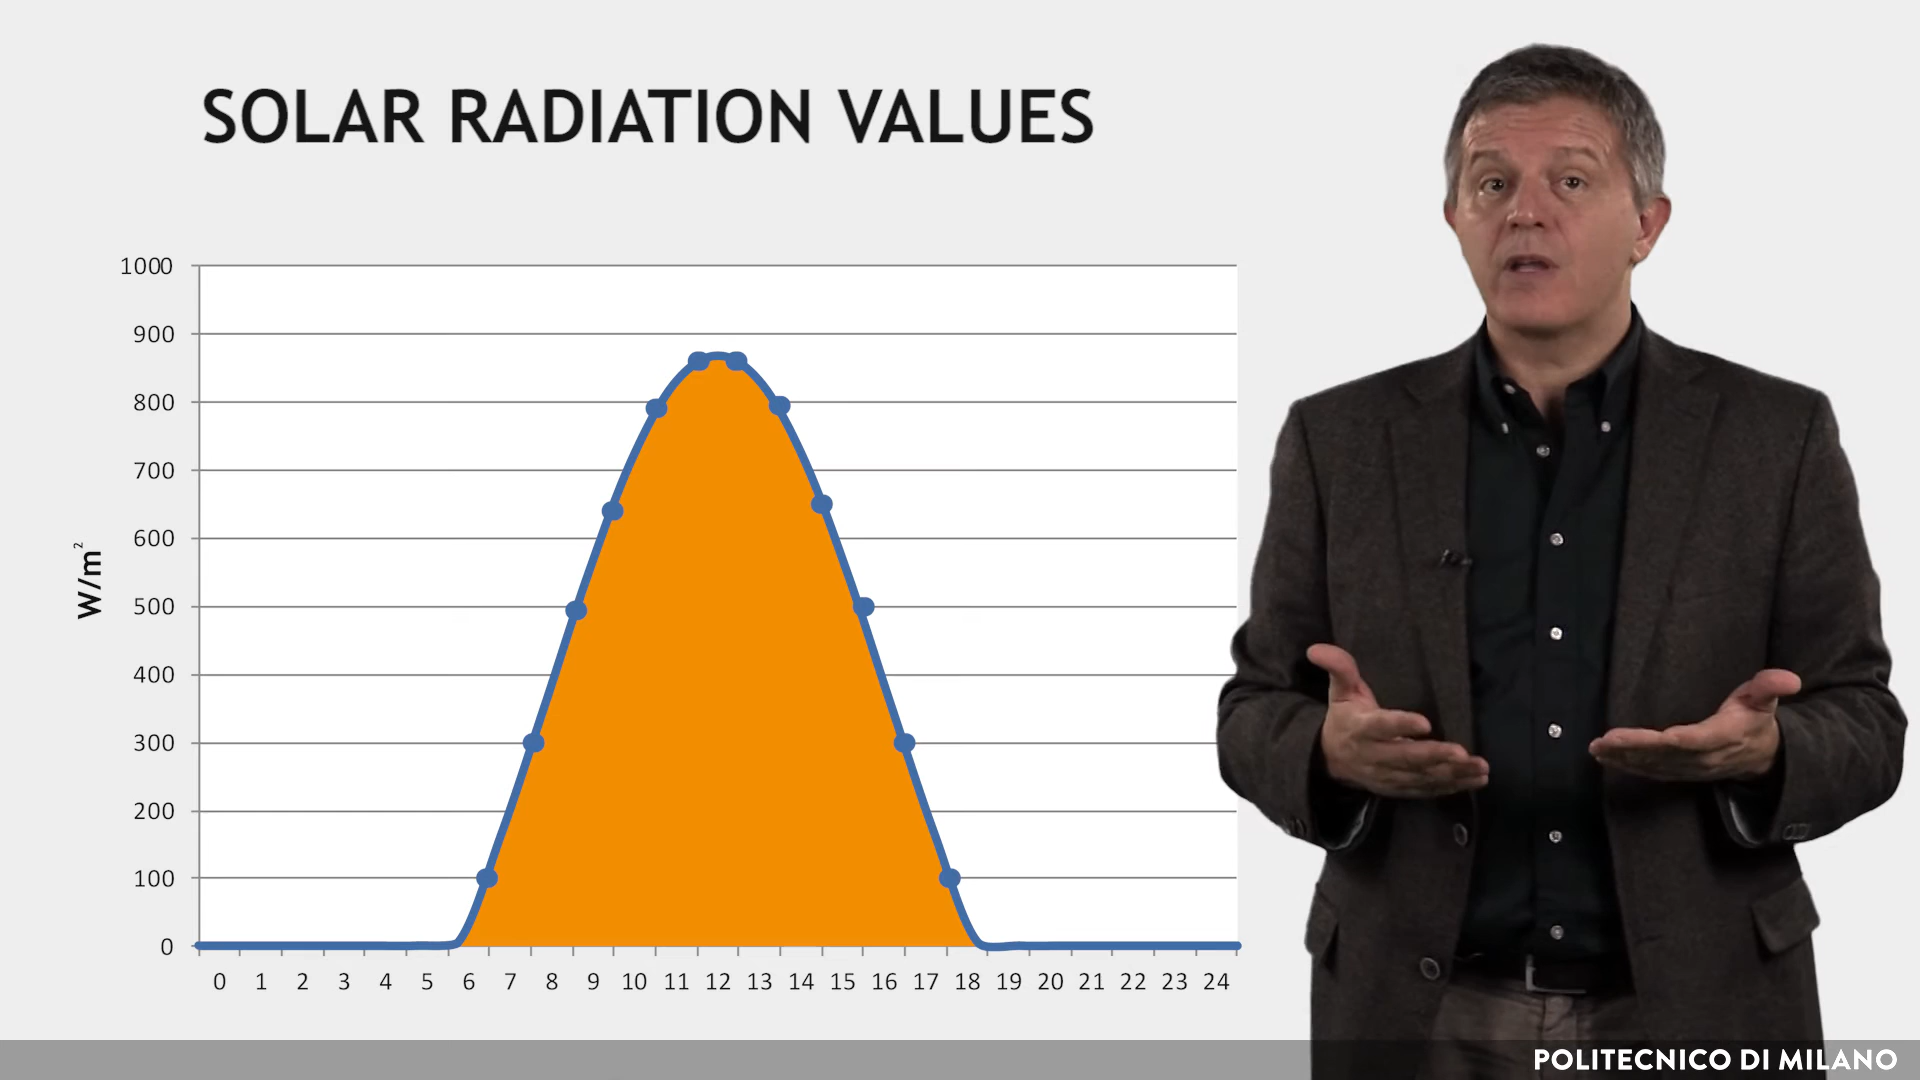 SOLAR RADIATION VALUES
1000
900
800
700
600
500
400
300
200
100
0
W/m²
0 1 2 3 4 5 6 7 8 9 10 11 12 13 14 15 16 17 18 19 20 21 22 23 24
POLITECNICO DI MILANO